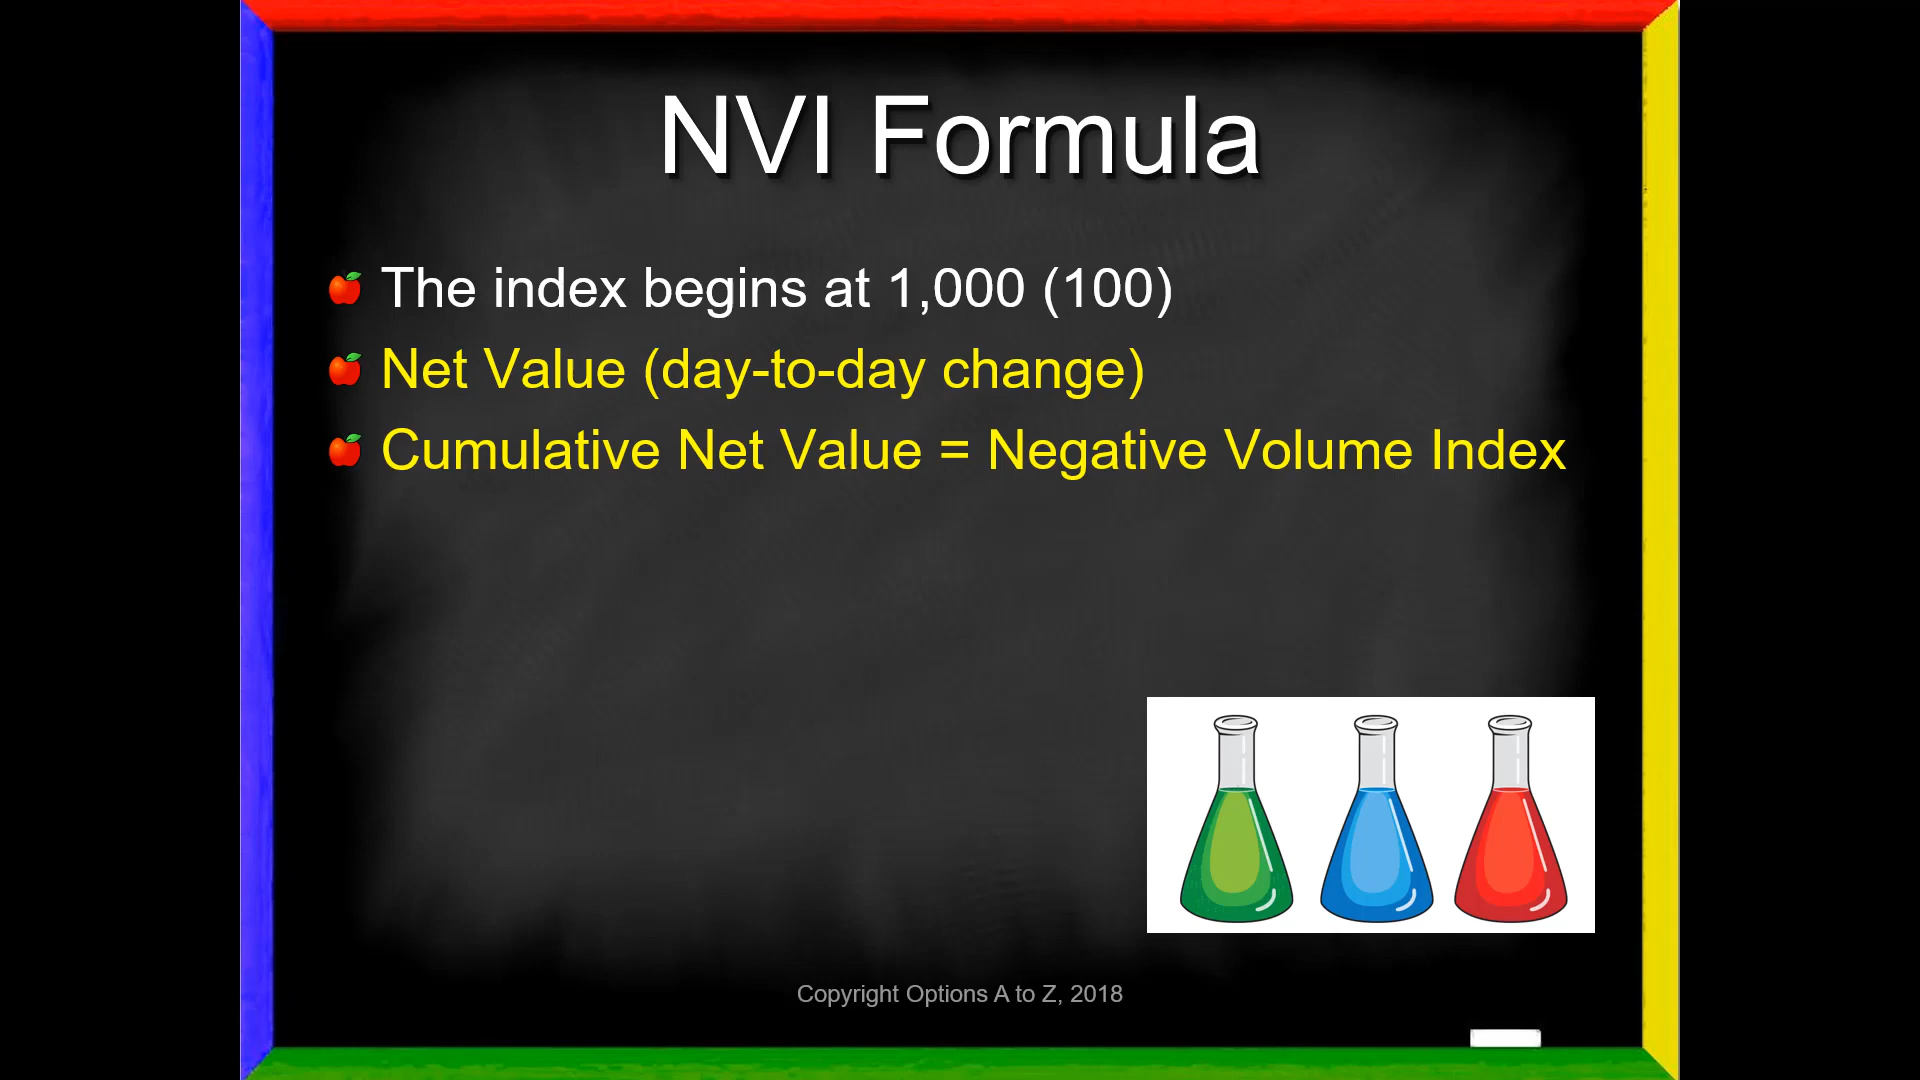 NVI Formula
The index begins at 1,000 (100)
Net Value (day-to-day change)
Cumulative Net Value = Negative Volume Index
Copyright Options A to Z, 2018